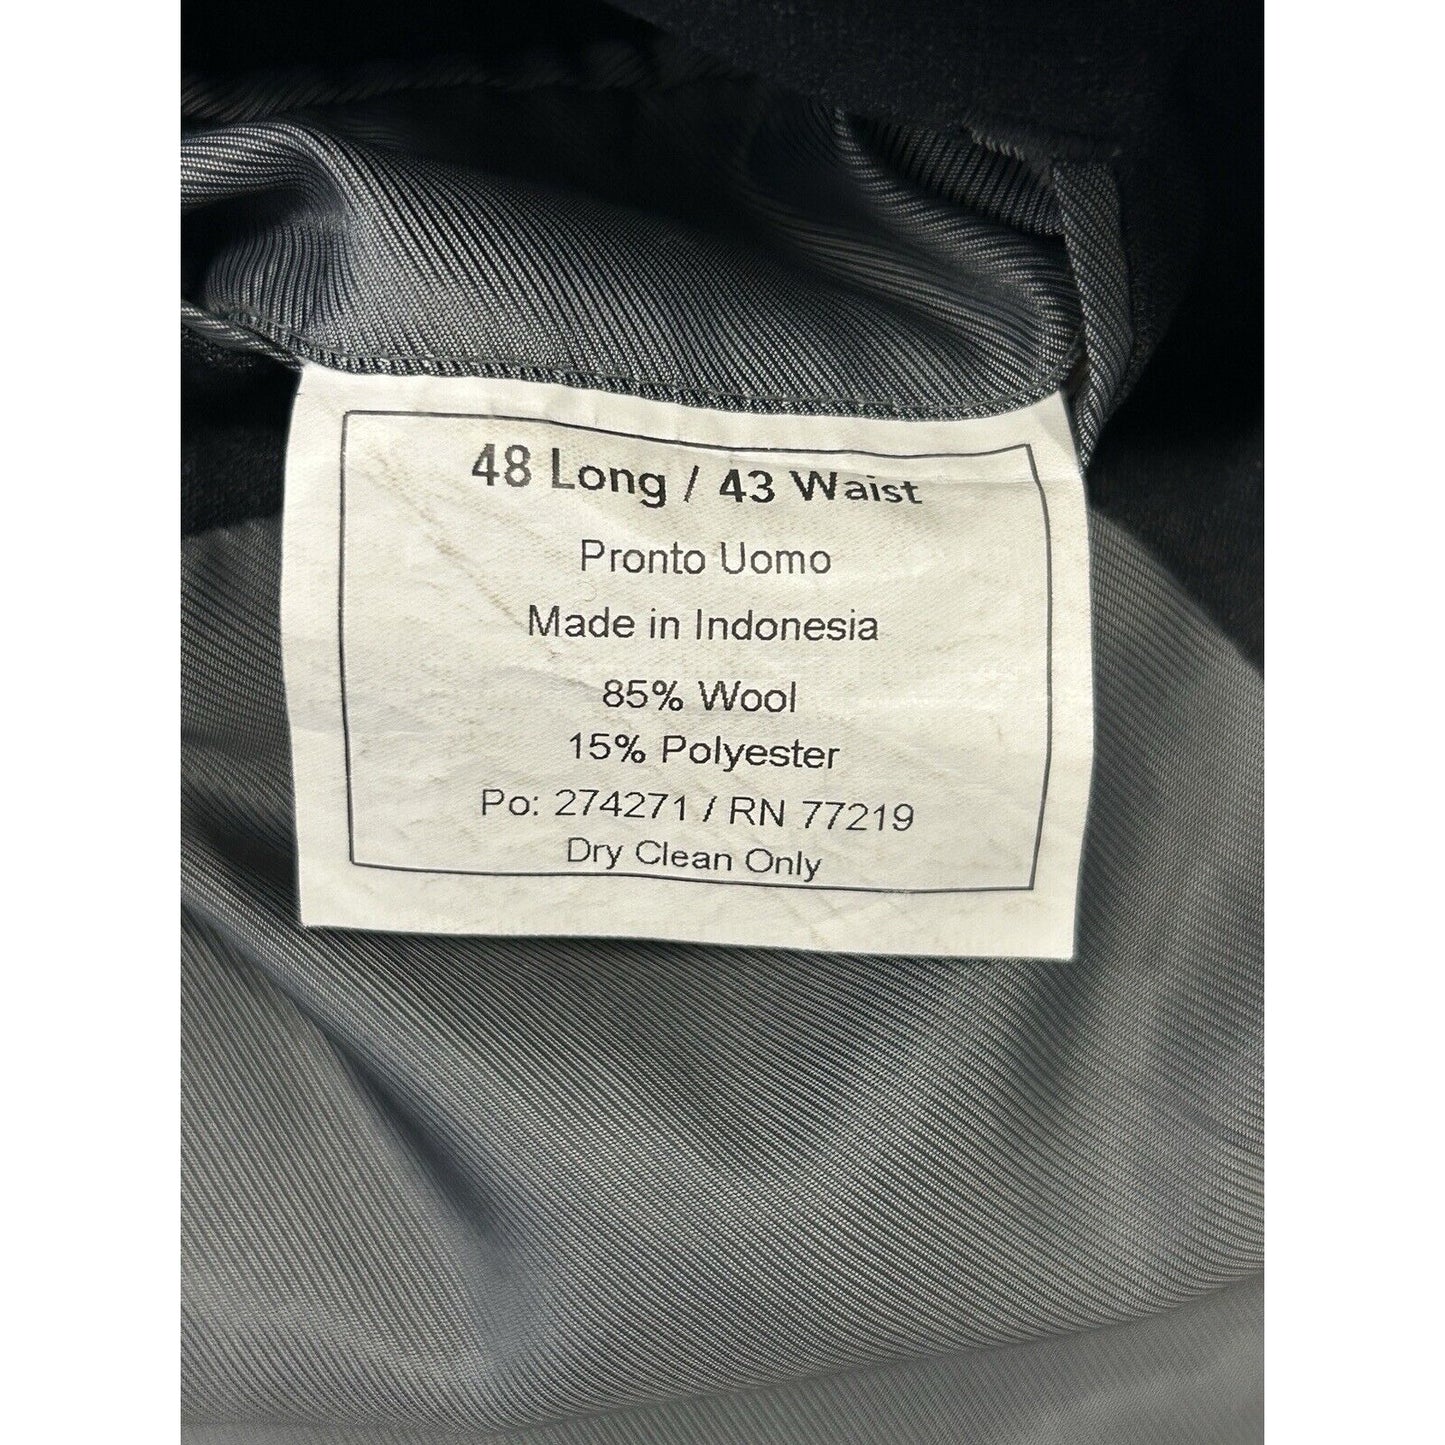 48 Long / 43 Waist
Pronto Uomo
Made in Indonesia
85% Wool
15% Polyester
Po: 274271 / RN 77219
Dry Clean Only